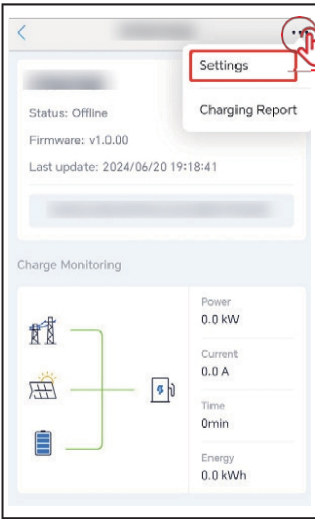 Settings
Charging Report
Status: Offline
Firmware: v1.0.00
Last update: 2024/06/20 19:18:41
Charge Monitoring
Power
0.0 kW
Current
0.0 A
Time
0min
Energy
0.0 kWh